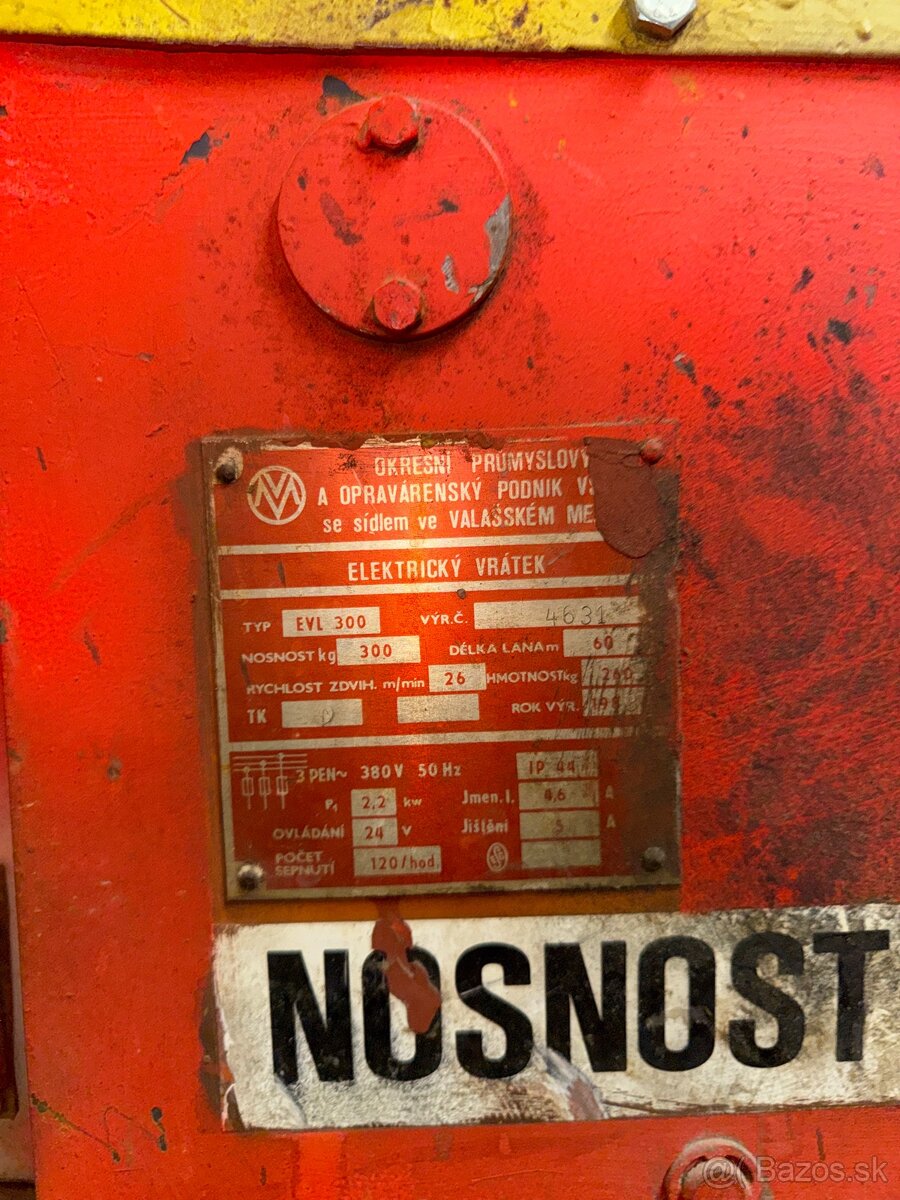 OKRESNÍ PRŮMYSLOVÝ
A OPRAVÁRENSKÝ PODNIK
se sídlem ve VALAŠSKÉM
ELEKTRICKÝ VRÁTEK
TYP EVL 300 VÝR.Č. 4631
NOSNOST kg 300 DÉLKA LANA m 60
RYCHLOST ZDVIH. m/min 26 HMOTNOST kg
TK ROK VÝR.
3 PEN~ 380 V 50 Hz IP 44
P1 2,2 kw Jmen. I. 4,6 A
OVLÁDÁNÍ 24 V Jištění 5 A
POČET
SEPNUTÍ 120/hod.
NOSNOST
Bazos.sk